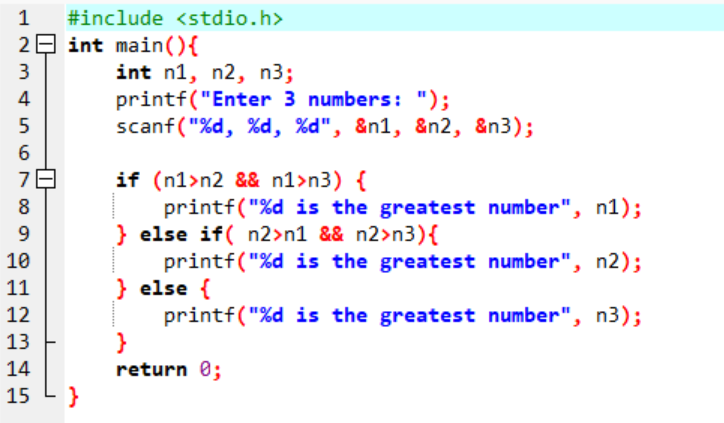 1 #include <stdio.h>
2 int main(){
3 int n1, n2, n3;
4 printf("Enter 3 numbers: ");
5 scanf("%d, %d, %d", &n1, &n2, &n3);
6
7 if (n1>n2 && n1>n3) {
8 printf("%d is the greatest number", n1);
9 } else if( n2>n1 && n2>n3){
10 printf("%d is the greatest number", n2);
11 } else {
12 printf("%d is the greatest number", n3);
13 }
14 return 0;
15 }